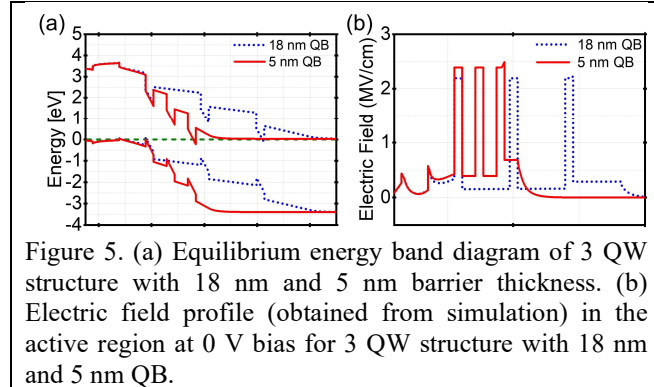 (a)
18 nm QB
5 nm QB
Energy [eV]
5
4
3
2
1
0
-1
-2
-3
-4
(b)
18 nm QB
5 nm QB
Electric Field (MV/cm)
3
2
1
0
Figure 5. (a) Equilibrium energy band diagram of 3 QW
structure with 18 nm and 5 nm barrier thickness. (b)
Electric field profile (obtained from simulation) in the
active region at 0 V bias for 3 QW structure with 18 nm
and 5 nm QB.